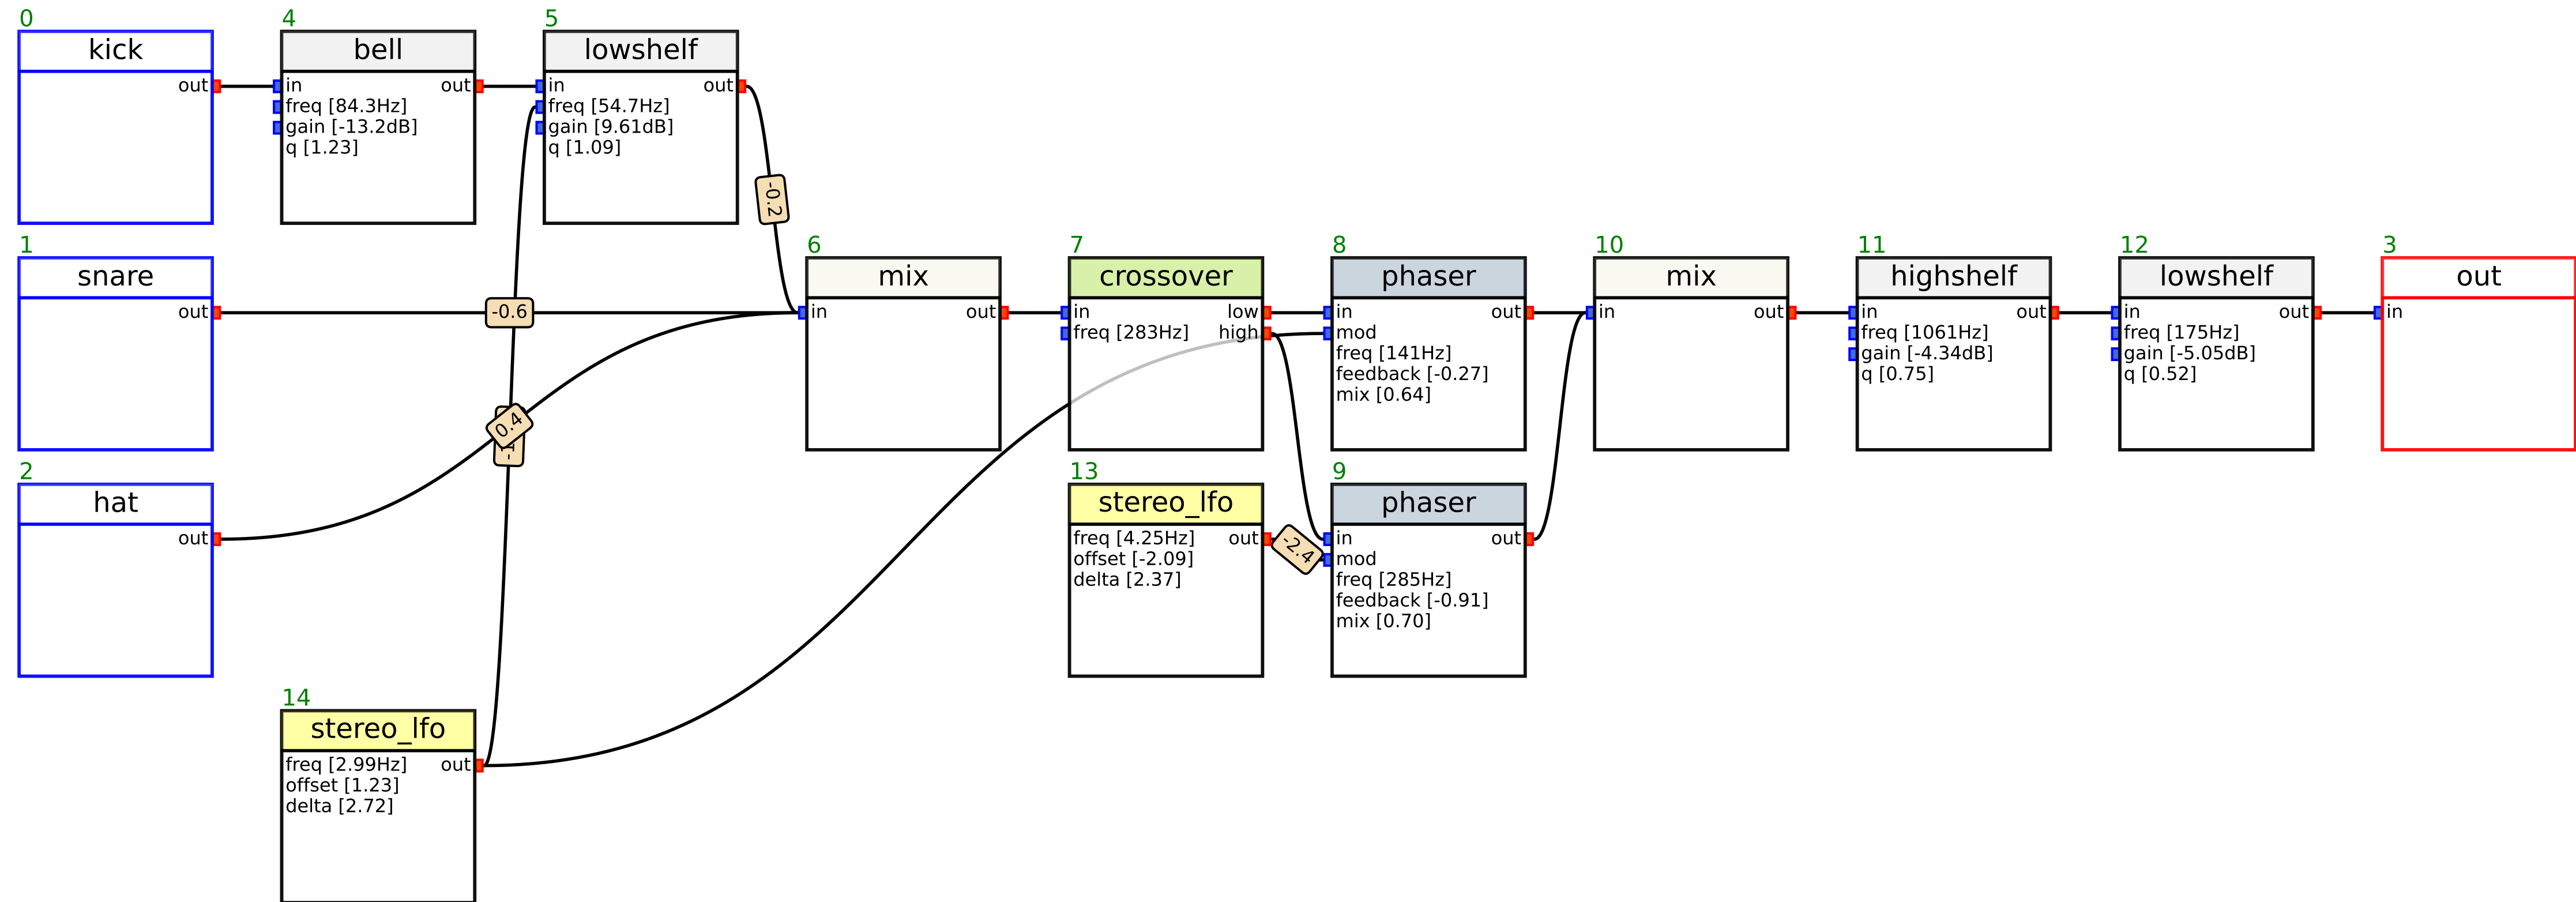 0
kick
out
4
bell
in
out
freq [84.3Hz]
gain [-13.2dB]
q [1.23]
5
lowshelf
in
out
freq [54.7Hz]
gain [9.61dB]
q [1.09]
-0.2
1
snare
out
-0.6
6
mix
in
out
7
crossover
in
low
freq [283Hz]
high
8
phaser
in
out
mod
freq [141Hz]
feedback [-0.27]
mix [0.64]
10
mix
in
out
11
highshelf
in
out
freq [1061Hz]
gain [-4.34dB]
q [0.75]
12
lowshelf
in
out
freq [175Hz]
gain [-5.05dB]
q [0.52]
3
out
in
0.4
2
hat
out
13
stereo_lfo
freq [4.25Hz]
out
offset [-2.09]
delta [2.37]
-2.4
9
phaser
in
out
mod
freq [285Hz]
feedback [-0.91]
mix [0.70]
14
stereo_lfo
freq [2.99Hz]
out
offset [1.23]
delta [2.72]